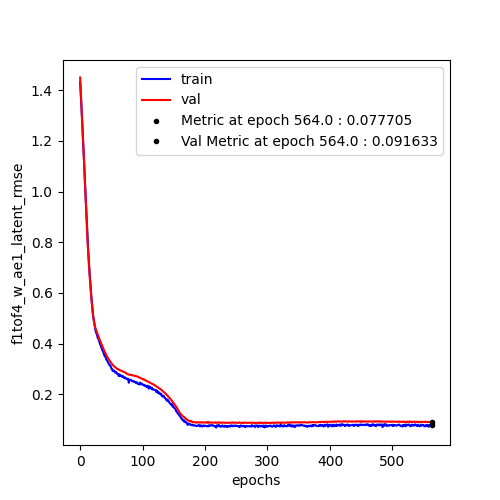 train
val
Metric at epoch 564.0 : 0.077705
Val Metric at epoch 564.0 : 0.091633
f1tof4_w_ae1_latent_rmse
1.4
1.2
1.0
0.8
0.6
0.4
0.2
0 100 200 300 400 500
epochs